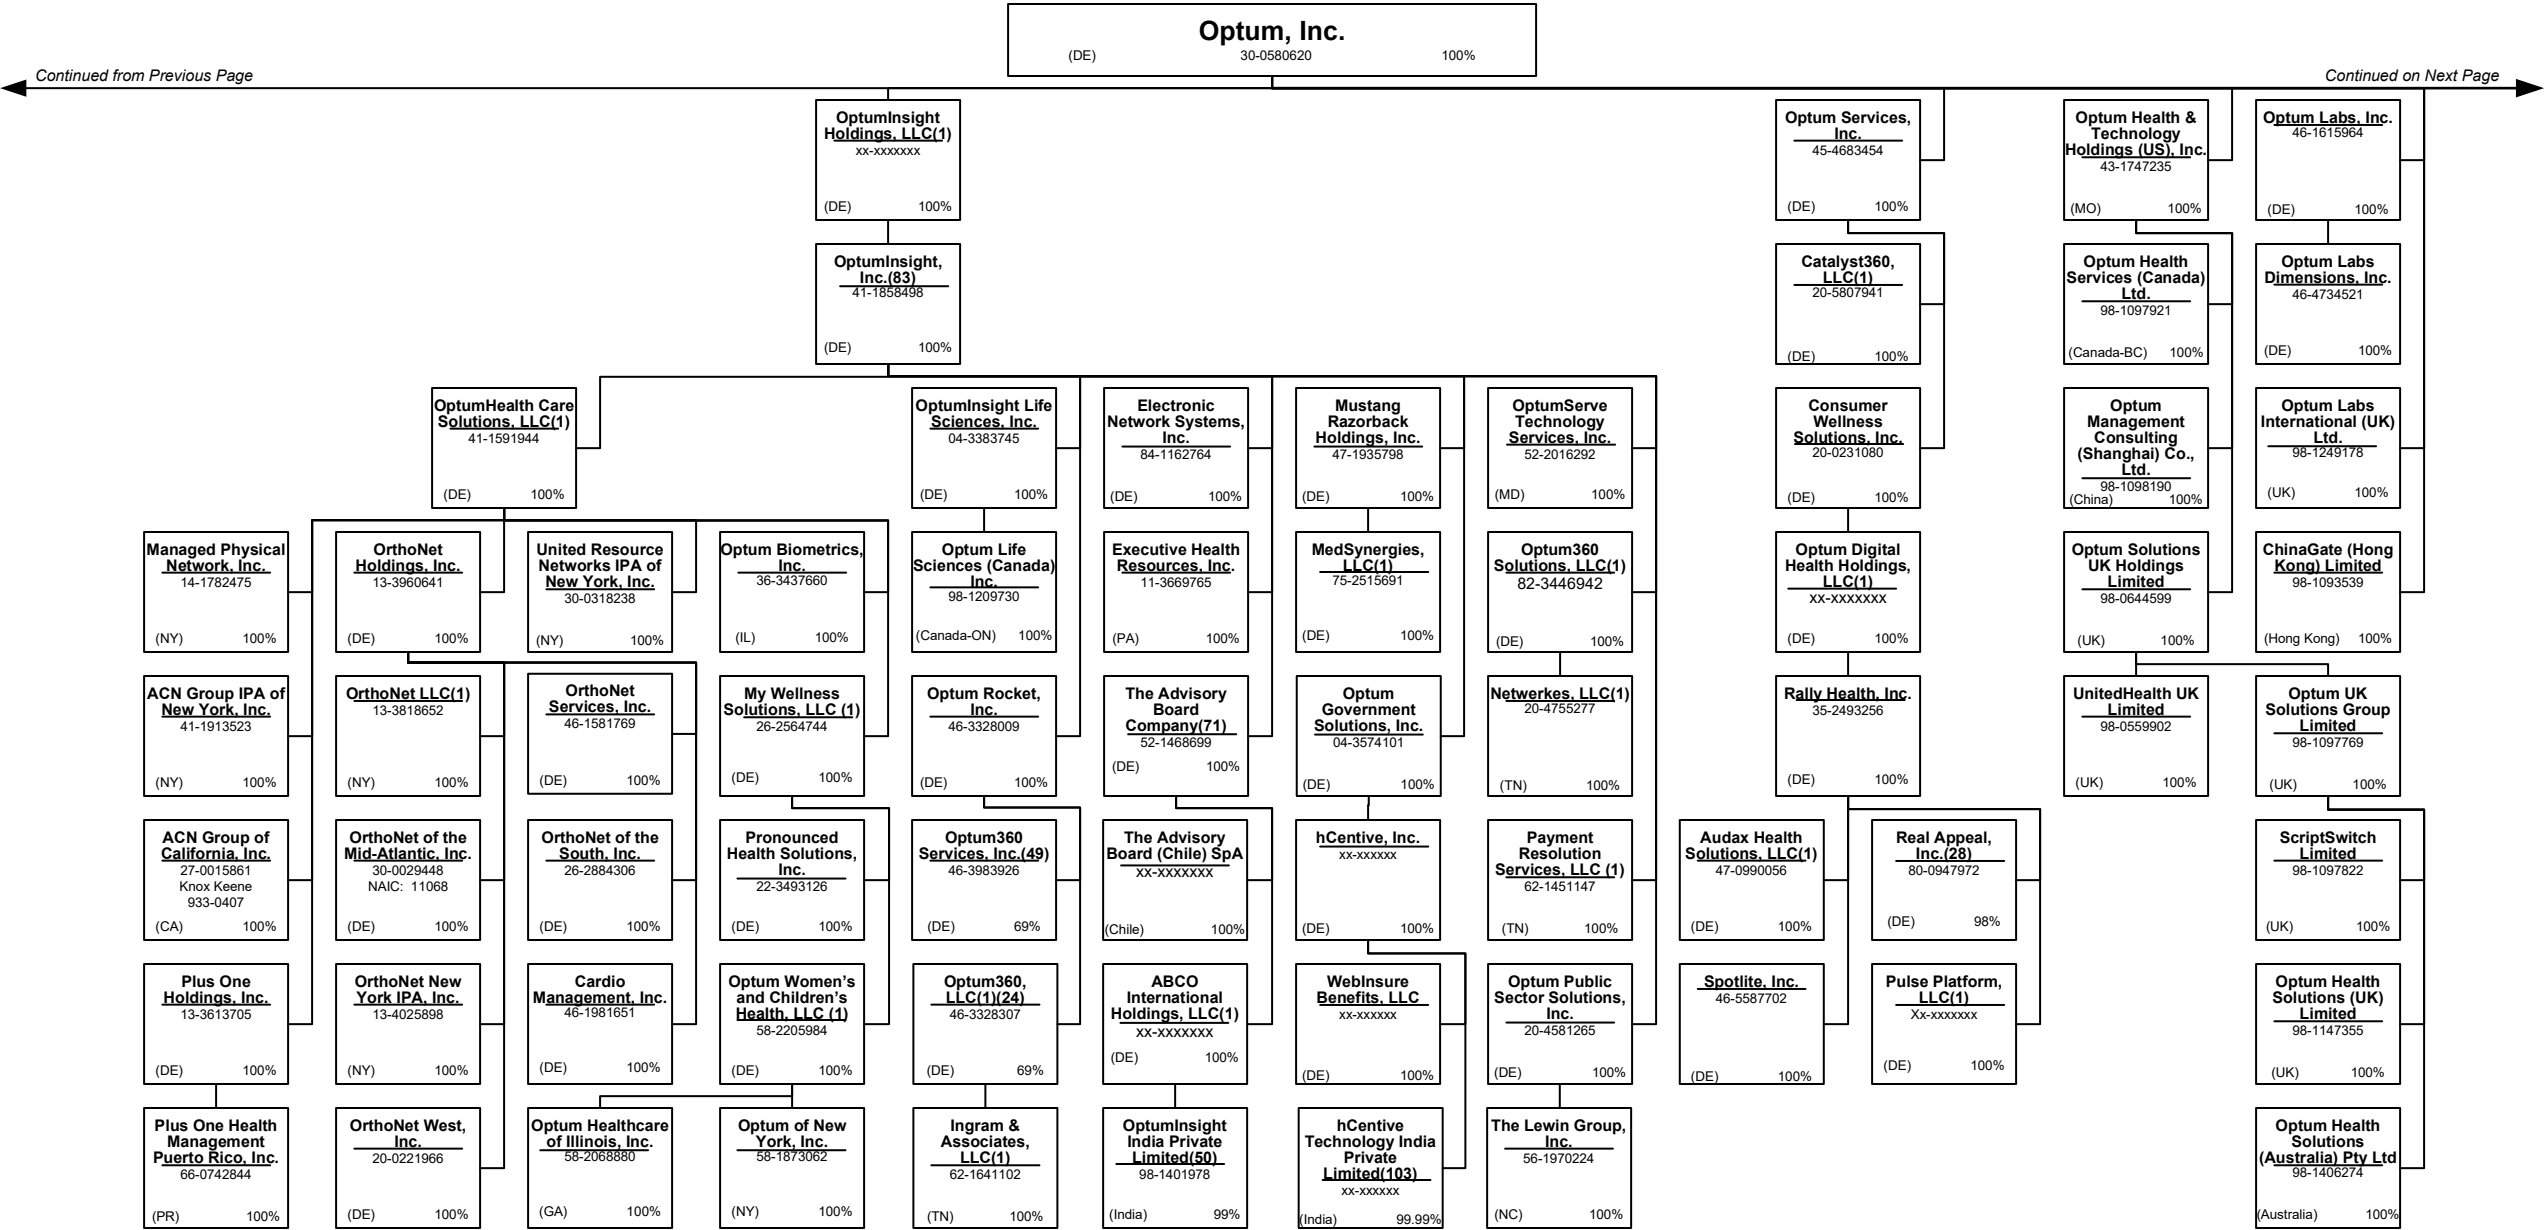 Optum, Inc.
(DE) 30-0580620 100%
Continued from Previous Page
Continued on Next Page
OptumInsight
Holdings, LLC(1)
xx-xxxxxxx
(DE) 100%
Optum Services,
Inc.
45-4683454
(DE) 100%
Optum Health &
Technology
Holdings (US), Inc.
43-1747235
(MO) 100%
Optum Labs, Inc.
46-1615964
(DE) 100%
OptumInsight,
Inc.(83)
41-1858498
(DE) 100%
Catalyst360,
LLC(1)
20-5807941
(DE) 100%
Optum Health
Services (Canada)
Ltd.
98-1097921
(Canada-BC) 100%
Optum Labs
Dimensions, Inc.
46-4734521
(DE) 100%
OptumHealth Care
Solutions, LLC(1)
41-1591944
(DE) 100%
OptumInsight Life
Sciences, Inc.
04-3383745
(DE) 100%
Electronic
Network Systems,
Inc.
84-1162764
(DE) 100%
Mustang
Razorback
Holdings, Inc.
47-1935798
(DE) 100%
OptumServe
Technology
Services, Inc.
52-2016292
(MD) 100%
Consumer
Wellness
Solutions, Inc.
20-0231080
(DE) 100%
Optum
Management
Consulting
(Shanghai) Co.,
Ltd.
98-1098190
(China) 100%
Optum Labs
International (UK)
Ltd.
98-1249178
(UK) 100%
Managed Physical
Network, Inc.
14-1782475
(NY) 100%
OrthoNet
Holdings, Inc.
13-3960641
(DE) 100%
United Resource
Networks IPA of
New York, Inc.
30-0318238
(NY) 100%
Optum Biometrics,
Inc.
36-3437660
(IL) 100%
Optum Life
Sciences (Canada)
Inc.
98-1209730
(Canada-ON) 100%
Executive Health
Resources, Inc.
11-3669765
(PA) 100%
MedSynergies,
LLC(1)
75-2515691
(DE) 100%
Optum360
Solutions, LLC(1)
82-3446942
(DE) 100%
Optum Digital
Health Holdings,
LLC(1)
xx-xxxxxxx
(DE) 100%
Optum Solutions
UK Holdings
Limited
98-0644599
(UK) 100%
ChinaGate (Hong
Kong) Limited
98-1093539
(Hong Kong) 100%
ACN Group IPA of
New York, Inc.
41-1913523
(NY) 100%
OrthoNet LLC(1)
13-3818652
(NY) 100%
OrthoNet
Services, Inc.
46-1581769
(DE) 100%
My Wellness
Solutions, LLC (1)
26-2564744
(DE) 100%
Optum Rocket,
Inc.
46-3328009
(DE) 100%
The Advisory
Board
Company(71)
52-1468699
(DE) 100%
Optum
Government
Solutions, Inc.
04-3574101
(DE) 100%
Netwerkes, LLC(1)
20-4755277
(TN) 100%
Rally Health, Inc.
35-2493256
(DE) 100%
UnitedHealth UK
Limited
98-0559902
(UK) 100%
Optum UK
Solutions Group
Limited
98-1097769
(UK) 100%
ACN Group of
California, Inc.
27-0015861
Knox Keene
933-0407
(CA) 100%
OrthoNet of the
Mid-Atlantic, Inc.
30-0029448
NAIC: 11068
(DE) 100%
OrthoNet of the
South, Inc.
26-2884306
(DE) 100%
Pronounced
Health Solutions,
Inc.
22-3493126
(DE) 100%
Optum360
Services, Inc.(49)
46-3983926
(DE) 69%
The Advisory
Board (Chile) SpA
xx-xxxxxxx
(Chile) 100%
hCentive, Inc.
xx-xxxxxx
(DE) 100%
Payment
Resolution
Services, LLC (1)
62-1451147
(TN) 100%
Audax Health
Solutions, LLC(1)
47-0990056
(DE) 100%
Real Appeal,
Inc.(28)
80-0947972
(DE) 98%
ScriptSwitch
Limited
98-1097822
(UK) 100%
Plus One
Holdings, Inc.
13-3613705
(DE) 100%
OrthoNet New
York IPA, Inc.
13-4025898
(NY) 100%
Cardio
Management, Inc.
46-1981651
(DE) 100%
Optum Women's
and Children's
Health, LLC (1)
58-2205984
(DE) 100%
Optum360,
LLC(1)(24)
46-3328307
(DE) 69%
ABCO
International
Holdings, LLC(1)
xx-xxxxxxx
(DE) 100%
WebInsure
Benefits, LLC
xx-xxxxxx
(DE) 100%
Optum Public
Sector Solutions,
Inc.
20-4581265
(DE) 100%
Spotlite, Inc.
46-5587702
(DE) 100%
Pulse Platform,
LLC(1)
Xx-xxxxxxx
(DE) 100%
Optum Health
Solutions (UK)
Limited
98-1147355
(UK) 100%
Plus One Health
Management
Puerto Rico, Inc.
66-0742844
(PR) 100%
OrthoNet West,
Inc.
20-0221966
(DE) 100%
Optum Healthcare
of Illinois, Inc.
58-2068880
(GA) 100%
Optum of New
York, Inc.
58-1873062
(NY) 100%
Ingram &
Associates,
LLC(1)
62-1641102
(TN) 100%
OptumInsight
India Private
Limited(50)
98-1401978
(India) 99%
hCentive
Technology India
Private
Limited(103)
xx-xxxxxx
(India) 99.99%
The Lewin Group,
Inc.
56-1970224
(NC) 100%
Optum Health
Solutions
(Australia) Pty Ltd
98-1406274
(Australia) 100%